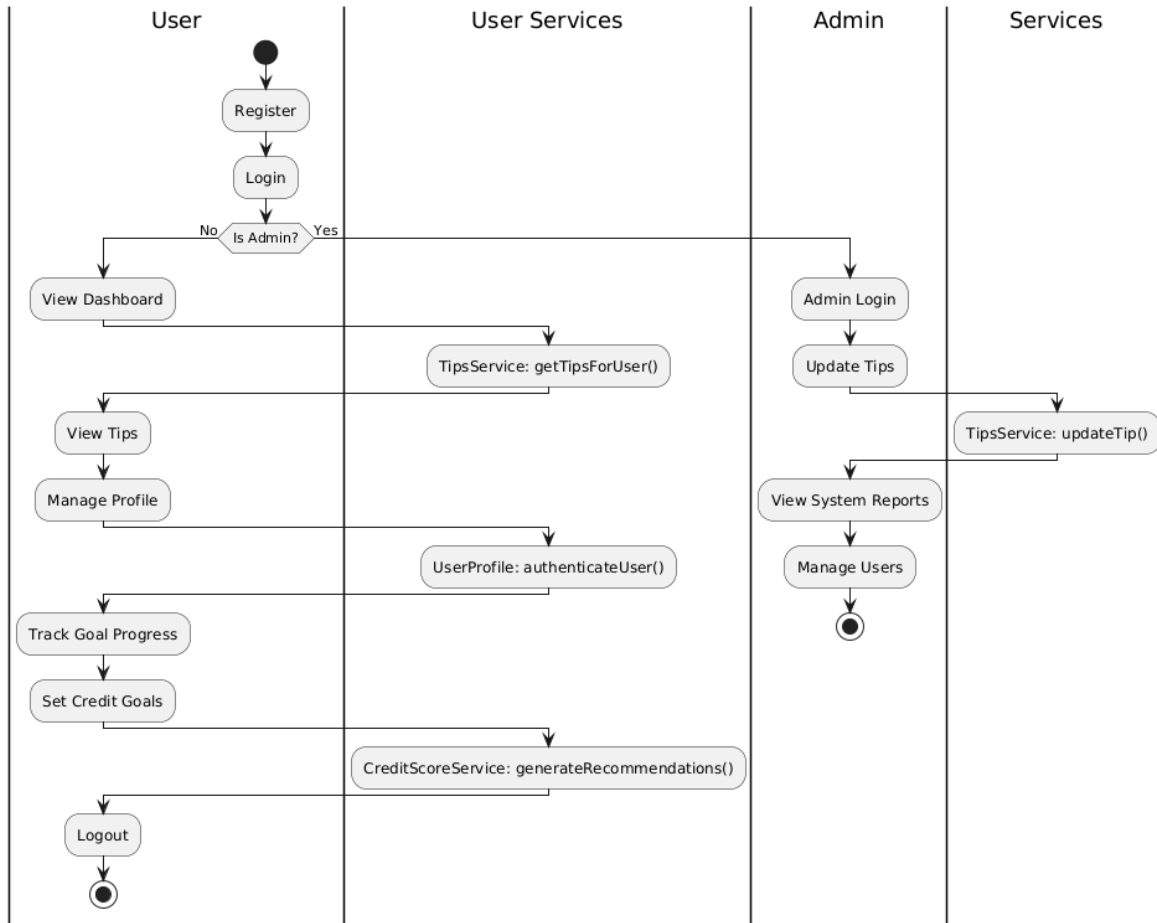 User
User Services
Admin
Services
Register
Login
No
Is Admin?
Yes
View Dashboard
Admin Login
TipsService: getTipsForUser()
Update Tips
View Tips
TipsService: updateTip()
Manage Profile
View System Reports
UserProfile: authenticateUser()
Manage Users
Track Goal Progress
Set Credit Goals
CreditScoreService: generateRecommendations()
Logout